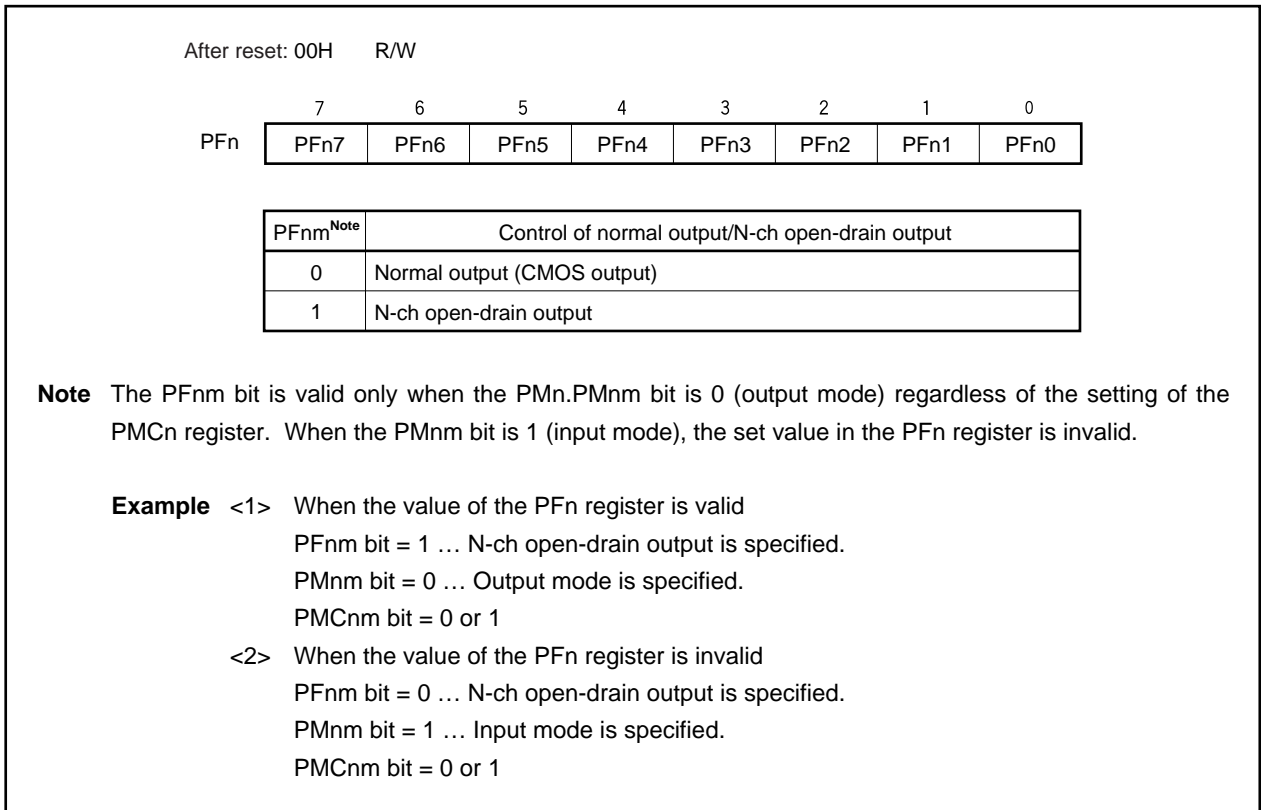 After reset: 00H R/W
7 6 5 4 3 2 1 0
PFn PFn7 PFn6 PFn5 PFn4 PFn3 PFn2 PFn1 PFn0
PFnmNote Control of normal output/N-ch open-drain output
0 Normal output (CMOS output)
1 N-ch open-drain output
Note The PFnm bit is valid only when the PMn.PMnm bit is 0 (output mode) regardless of the setting of the
PMCn register. When the PMnm bit is 1 (input mode), the set value in the PFn register is invalid.
Example <1> When the value of the PFn register is valid
PFnm bit = 1 … N-ch open-drain output is specified.
PMnm bit = 0 … Output mode is specified.
PMCnm bit = 0 or 1
<2> When the value of the PFn register is invalid
PFnm bit = 0 … N-ch open-drain output is specified.
PMnm bit = 1 … Input mode is specified.
PMCnm bit = 0 or 1